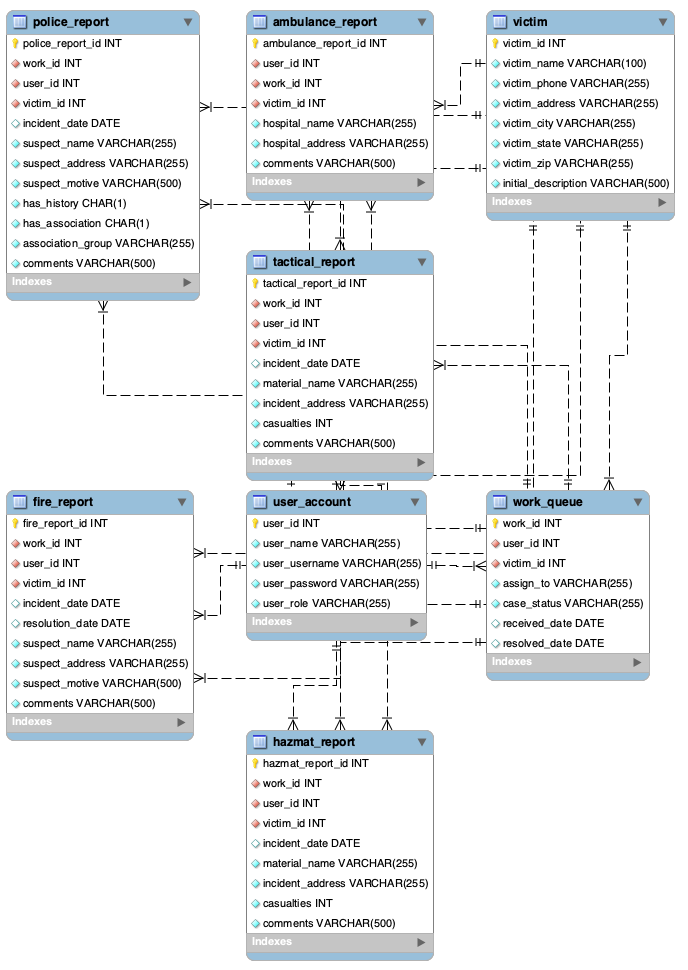 police_report
police_report_id INT
work_id INT
user_id INT
victim_id INT
incident_date DATE
suspect_name VARCHAR(255)
suspect_address VARCHAR(255)
suspect_motive VARCHAR(500)
has_history CHAR(1)
has_association CHAR(1)
association_group VARCHAR(255)
comments VARCHAR(500)
Indexes
ambulance_report
ambulance_report_id INT
user_id INT
work_id INT
victim_id INT
hospital_name VARCHAR(255)
hospital_address VARCHAR(255)
comments VARCHAR(500)
Indexes
victim
victim_id INT
victim_name VARCHAR(100)
victim_phone VARCHAR(255)
victim_address VARCHAR(255)
victim_city VARCHAR(255)
victim_state VARCHAR(255)
victim_zip VARCHAR(255)
initial_description VARCHAR(500)
Indexes
tactical_report
tactical_report_id INT
work_id INT
user_id INT
victim_id INT
incident_date DATE
material_name VARCHAR(255)
incident_address VARCHAR(255)
casualties INT
comments VARCHAR(500)
Indexes
fire_report
fire_report_id INT
work_id INT
user_id INT
victim_id INT
incident_date DATE
resolution_date DATE
suspect_name VARCHAR(255)
suspect_address VARCHAR(255)
suspect_motive VARCHAR(500)
comments VARCHAR(500)
Indexes
user_account
user_id INT
user_name VARCHAR(255)
user_username VARCHAR(255)
user_password VARCHAR(255)
user_role VARCHAR(255)
Indexes
work_queue
work_id INT
user_id INT
victim_id INT
assign_to VARCHAR(255)
case_status VARCHAR(255)
received_date DATE
resolved_date DATE
Indexes
hazmat_report
hazmat_report_id INT
work_id INT
user_id INT
victim_id INT
incident_date DATE
material_name VARCHAR(255)
incident_address VARCHAR(255)
casualties INT
comments VARCHAR(500)
Indexes